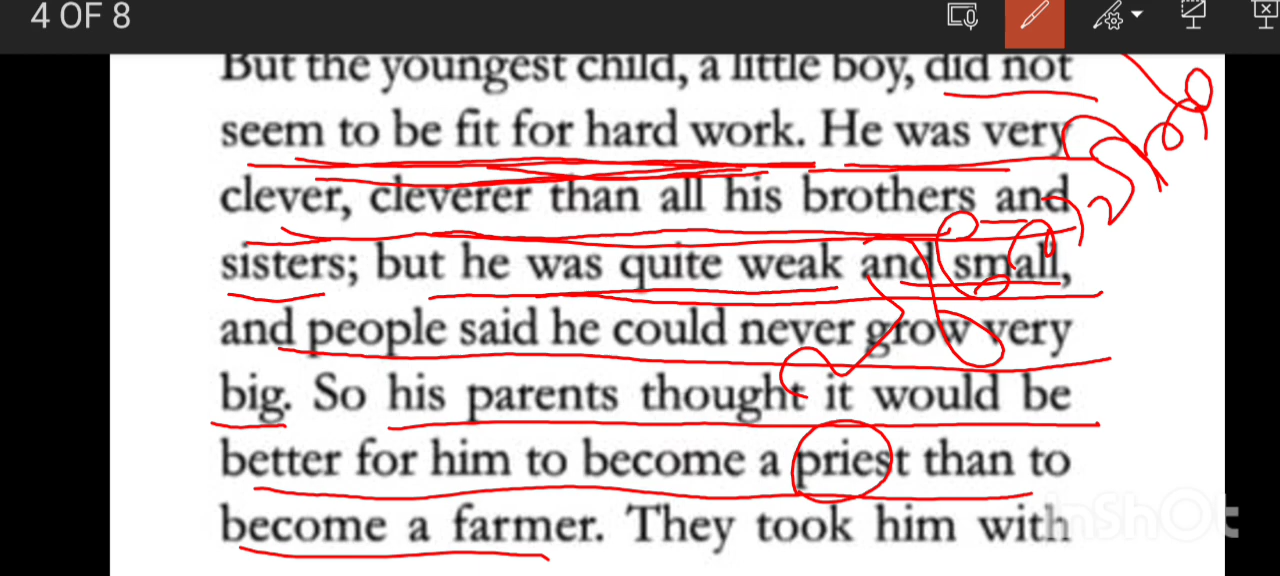 4 OF 8
But the youngest child, a little boy, did not
seem to be fit for hard work. He was very
clever, cleverer than all his brothers and
sisters; but he was quite weak and small,
and people said he could never grow very
big. So his parents thought it would be
better for him to become a priest than to
become a farmer. They took him with
InShOt